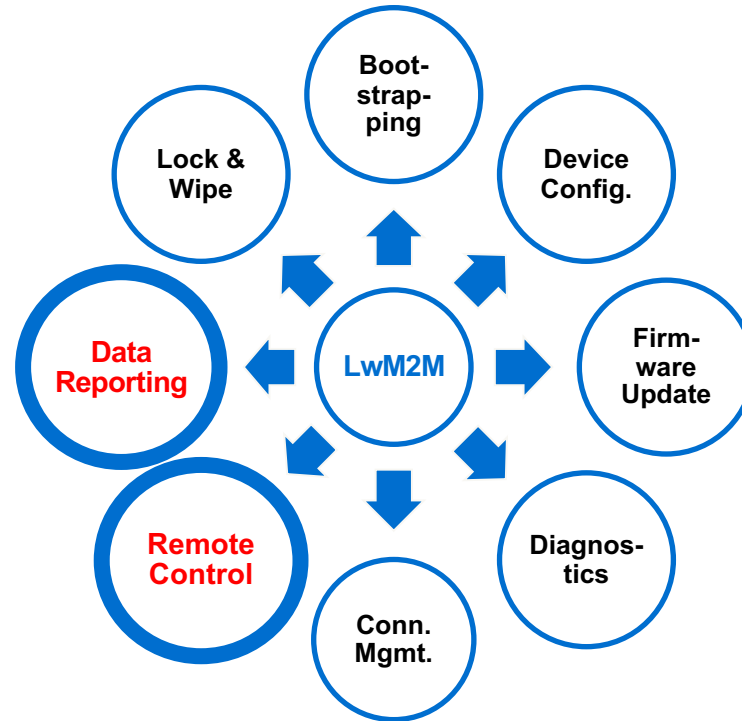 Boot-
strap-
ping
Lock &
Wipe
Device
Config.
Data
Reporting
LwM2M
Firm-
ware
Update
Remote
Control
Diagnos-
tics
Conn.
Mgmt.